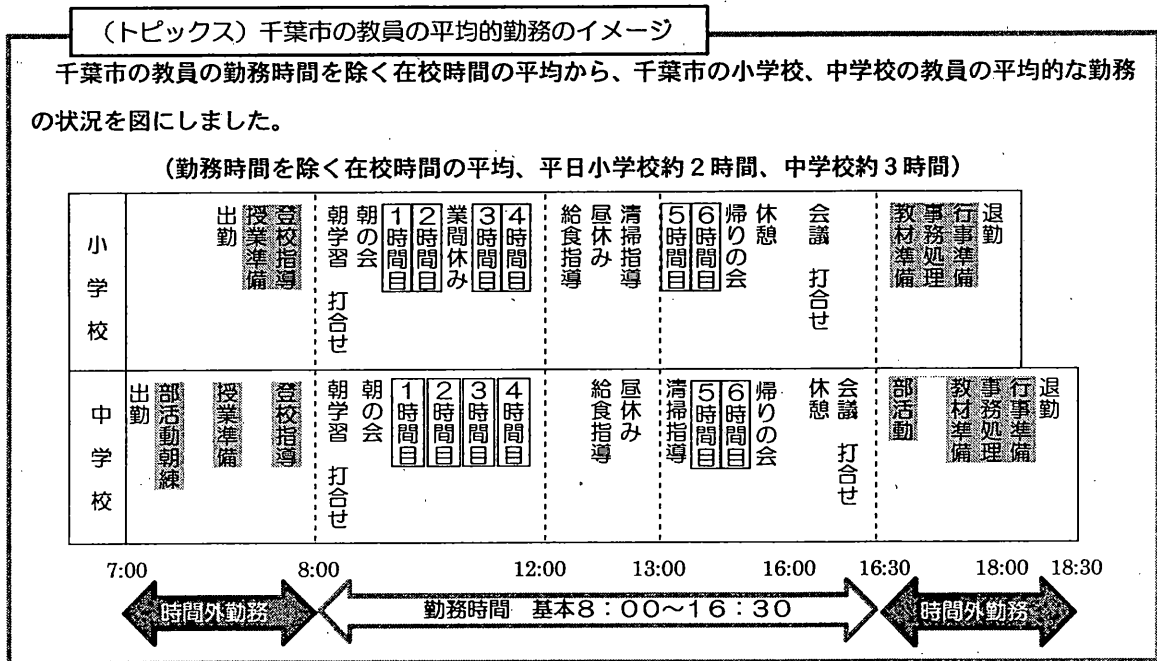 （トピックス）千葉市の教員の平均的勤務のイメージ
千葉市の教員の勤務時間を除く在校時間の平均から、千葉市の小学校、中学校の教員の平均的な勤務
の状況を図にしました。
（勤務時間を除く在校時間の平均、平日小学校約２時間、中学校約３時間）
小学校
出勤
授業準備
登校指導
朝学習　打合せ
朝の会
１時間目
２時間目
業間休み
３時間目
４時間目
給食指導
昼休み
清掃指導
５時間目
６時間目
帰りの会
休憩
会議　打合せ
教材準備
事務処理
行事準備
退勤
中学校
出勤
部活動朝練
授業準備
登校指導
朝学習　打合せ
朝の会
１時間目
２時間目
３時間目
４時間目
給食指導
昼休み
清掃指導
５時間目
６時間目
帰りの会
休憩
会議　打合せ
部活動
教材準備
事務処理
行事準備
退勤
7:00 8:00 12:00 13:00 16:00 16:30 18:00 18:30
時間外勤務 勤務時間　基本８：００～１６：３０ 時間外勤務